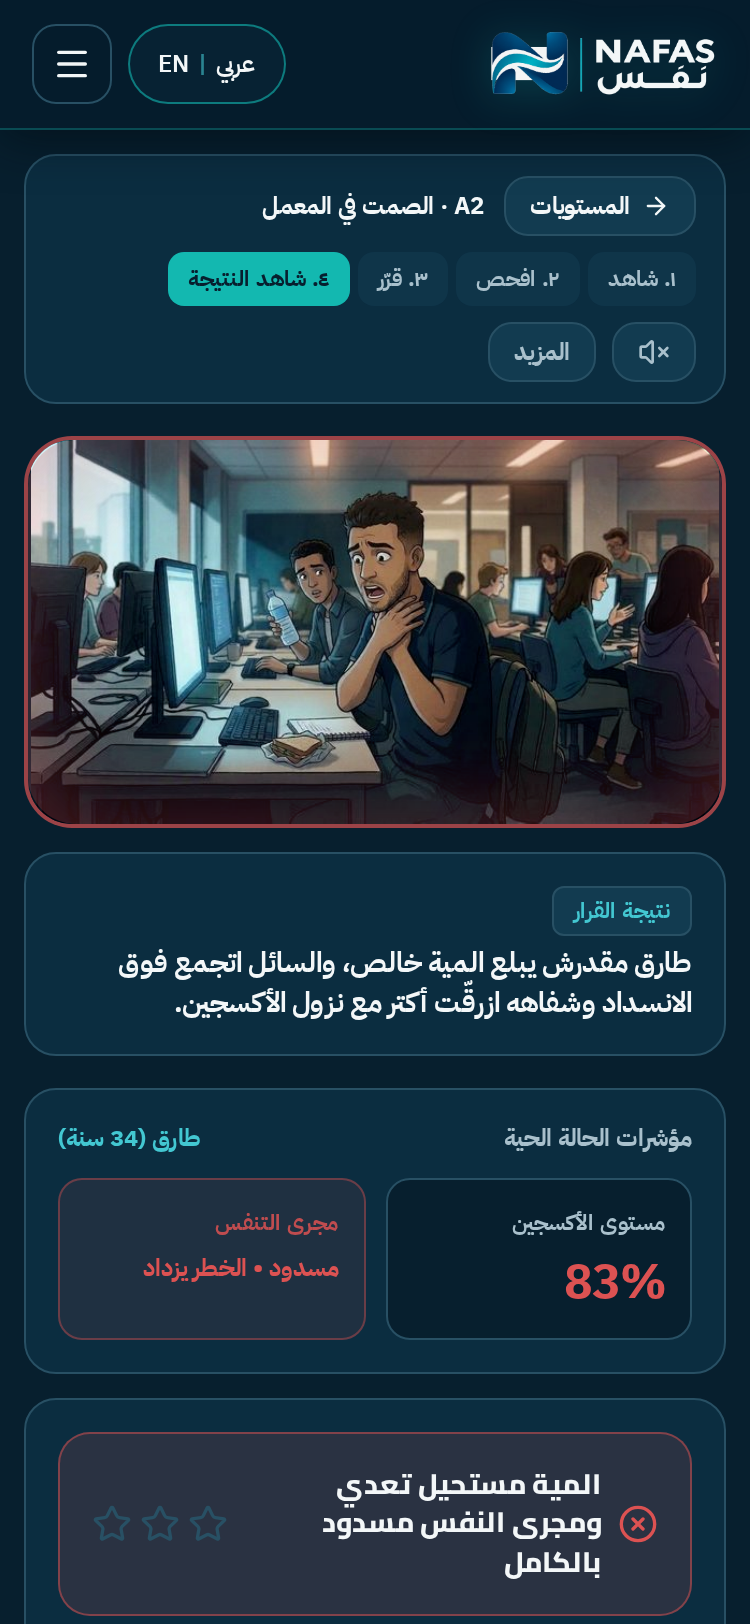 NAFAS
نَفَس
عربي | EN
المستويات
A2 · الصمت في المعمل
١. شاهد
٢. افحص
٣. قرّر
٤. شاهد النتيجة
المزيد
نتيجة القرار
طارق مقدرش يبلع المية خالص، والسائل اتجمع فوق
الانسداد وشفاهه ازرقّت أكتر مع نزول الأكسجين.
مؤشرات الحالة الحية
طارق (34 سنة)
مستوى الأكسجين
83%
مجرى التنفس
مسدود • الخطر يزداد
المية مستحيل تعدي
ومجرى النفس مسدود
بالكامل